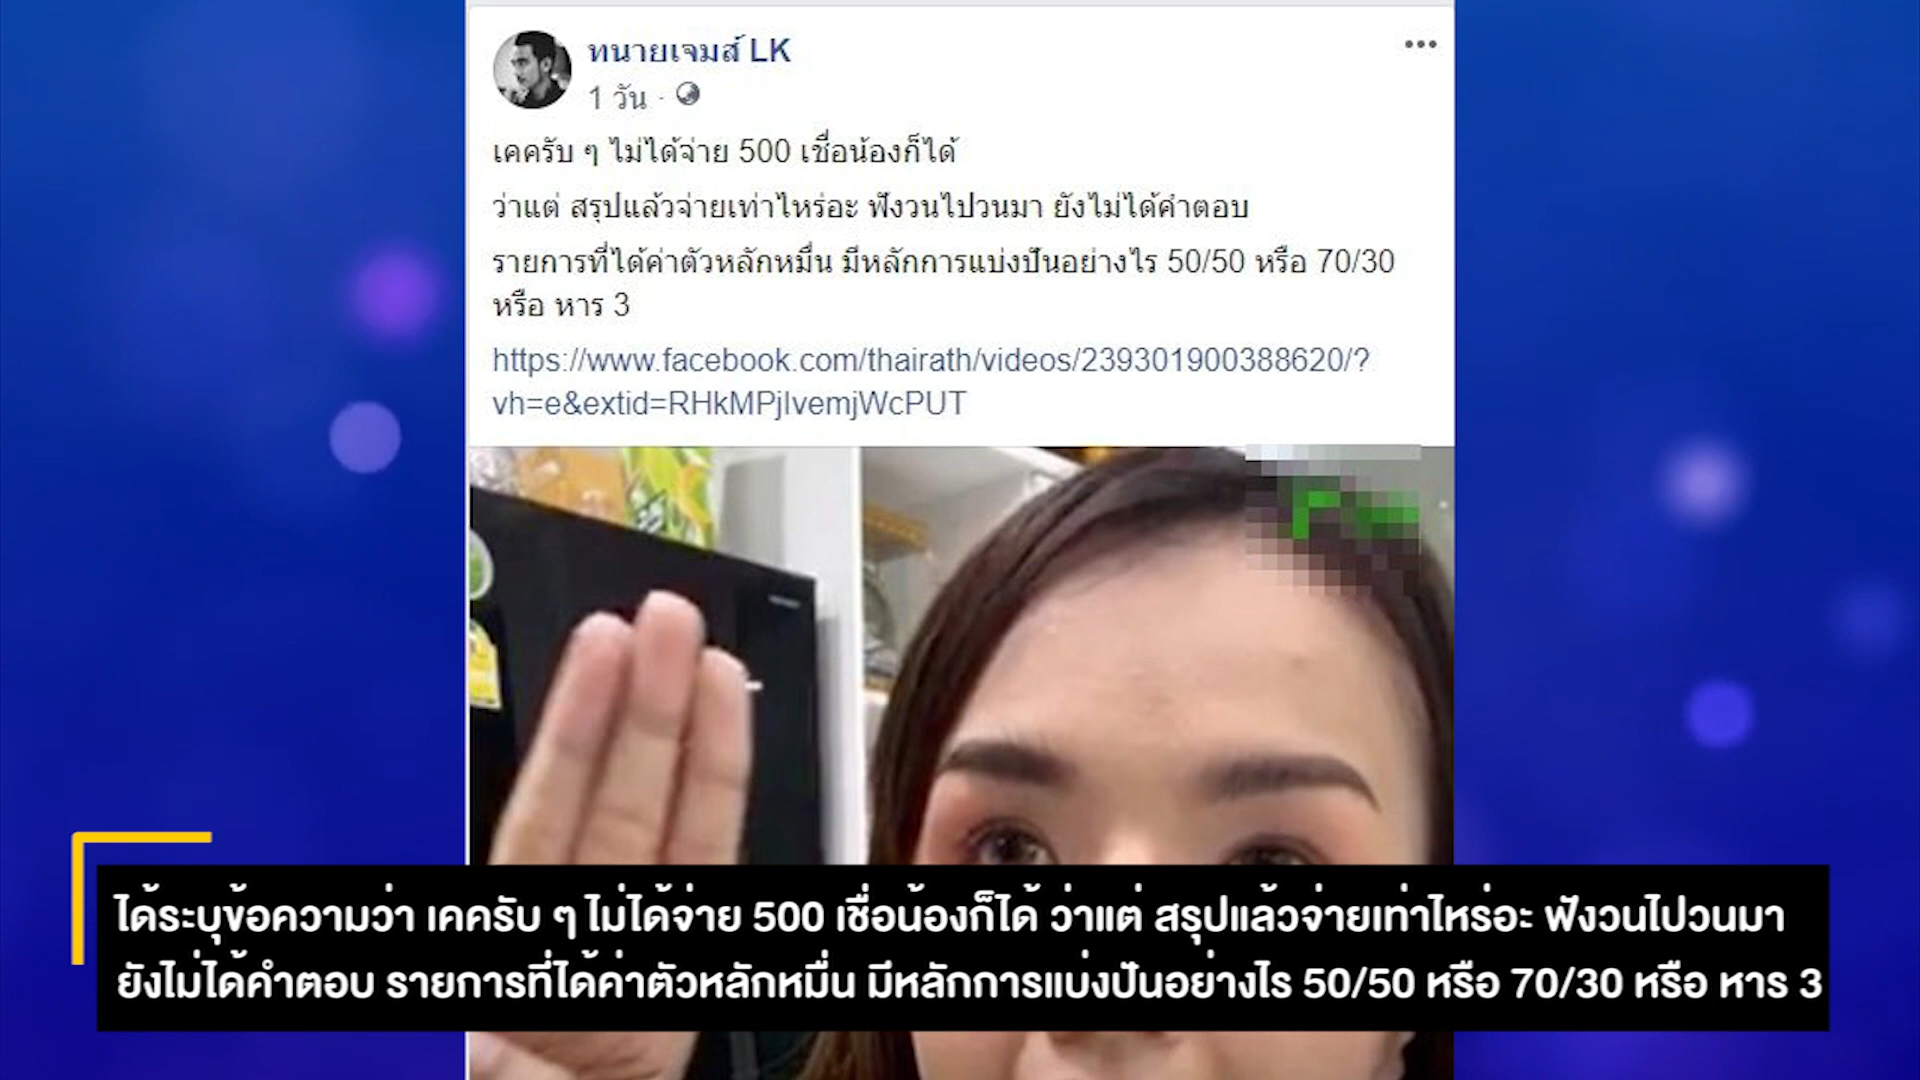 ทนายเจมส์ LK
1 วัน ·
เคครับ ๆ ไม่ได้จ่าย 500 เชื่อน้องก็ได้
ว่าแต่ สรุปแล้วจ่ายเท่าไหร่อะ ฟังวนไปวนมา ยังไม่ได้คำตอบ
รายการที่ได้ค่าตัวหลักหมื่น มีหลักการแบ่งปันอย่างไร 50/50 หรือ 70/30
หรือ หาร 3
https://www.facebook.com/thairath/videos/239301900388620/?
vh=e&extid=RHkMPjIvemjWcPUT
ได้ระบุข้อความว่า เคครับ ๆ ไม่ได้จ่าย 500 เชื่อน้องก็ได้ ว่าแต่ สรุปแล้วจ่ายเท่าไหร่อะ ฟังวนไปวนมา
ยังไม่ได้คำตอบ รายการที่ได้ค่าตัวหลักหมื่น มีหลักการแบ่งปันอย่างไร 50/50 หรือ 70/30 หรือ หาร 3